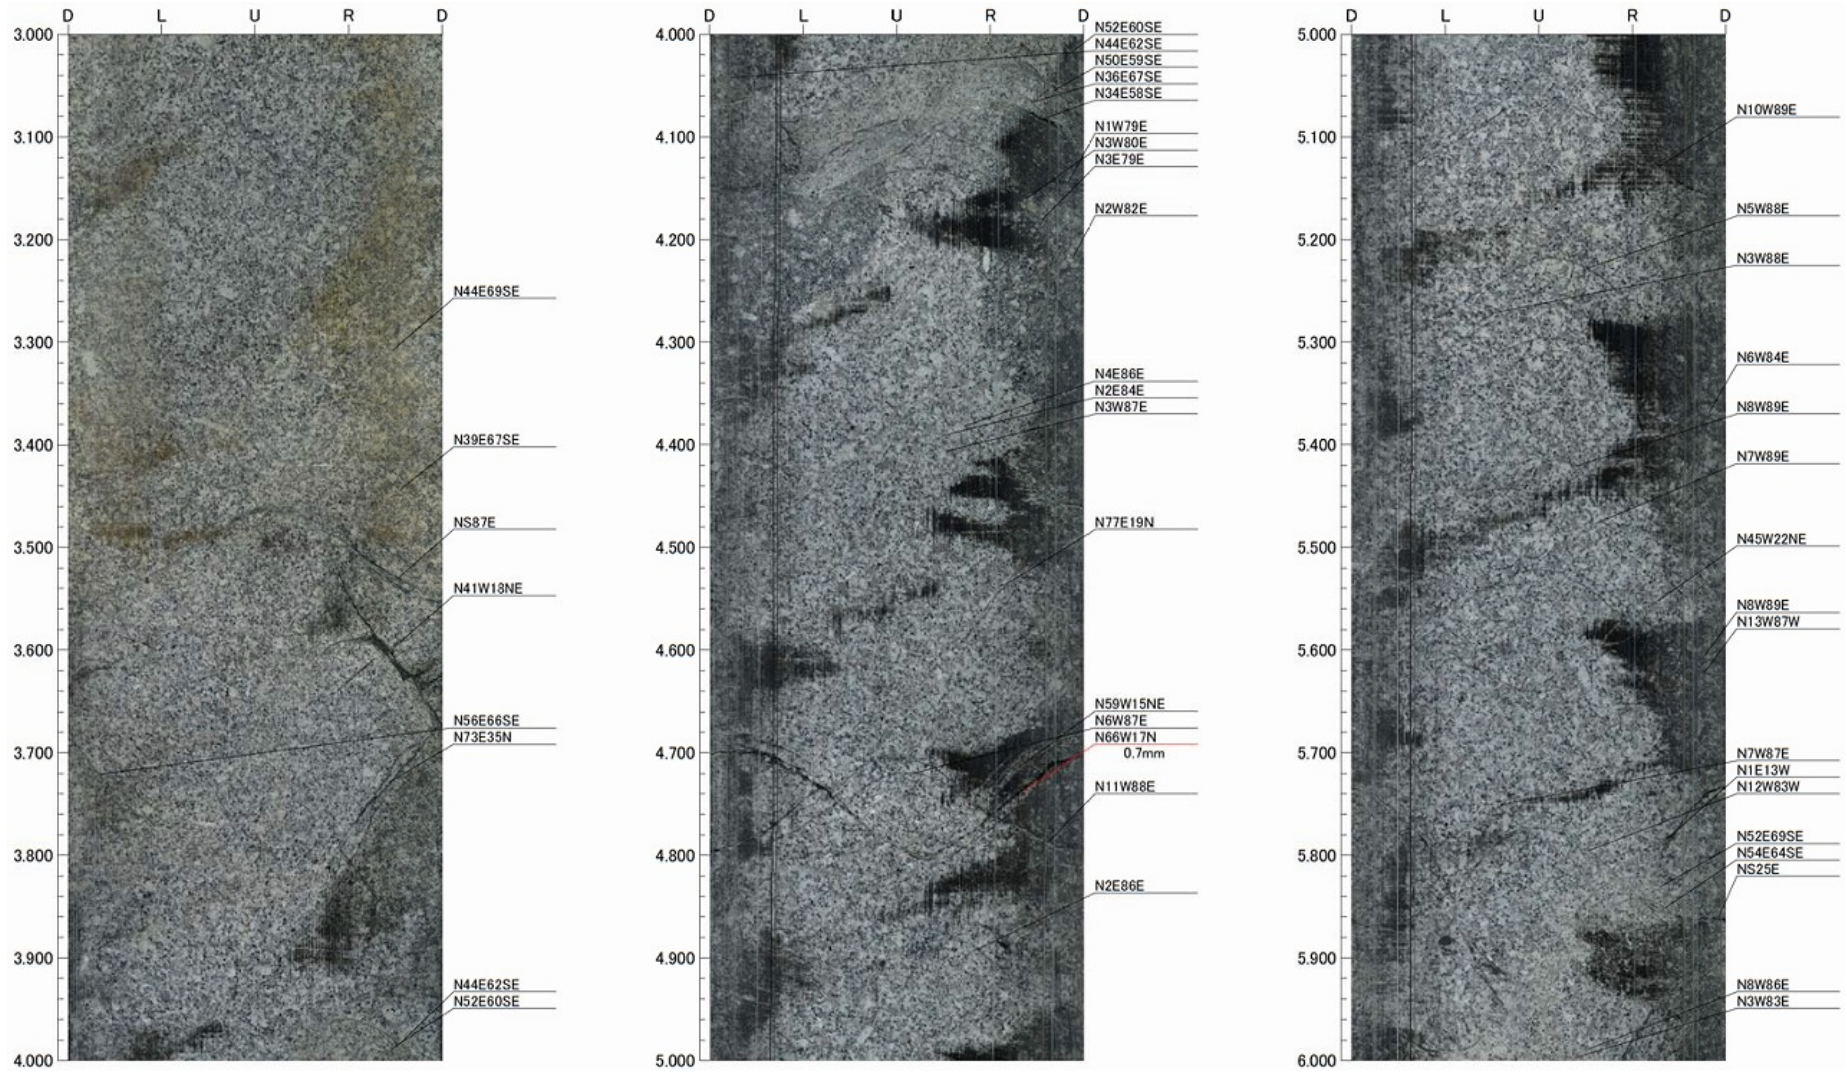 D L U R D
3.000
3.100
3.200
3.300
3.400
3.500
3.600
3.700
3.800
3.900
4.000
N44E69SE
N39E67SE
NS87E
N41W18NE
N56E66SE
N73E35N
N44E62SE
N52E60SE
D L U R D
4.000
4.100
4.200
4.300
4.400
4.500
4.600
4.700
4.800
4.900
5.000
N52E60SE
N44E62SE
N50E59SE
N36E67SE
N34E58SE
N1W79E
N3W80E
N3E79E
N2W82E
N4E86E
N2E84E
N3W87E
N77E19N
N59W15NE
N6W87E
N66W17N
0.7mm
N11W88E
N2E86E
D L U R D
5.000
5.100
5.200
5.300
5.400
5.500
5.600
5.700
5.800
5.900
6.000
N10W89E
N5W88E
N3W88E
N6W84E
N8W89E
N7W89E
N45W22NE
N8W89E
N13W87W
N7W87E
N1E13W
N12W83W
N52E69SE
N54E64SE
NS25E
N8W86E
N3W83E